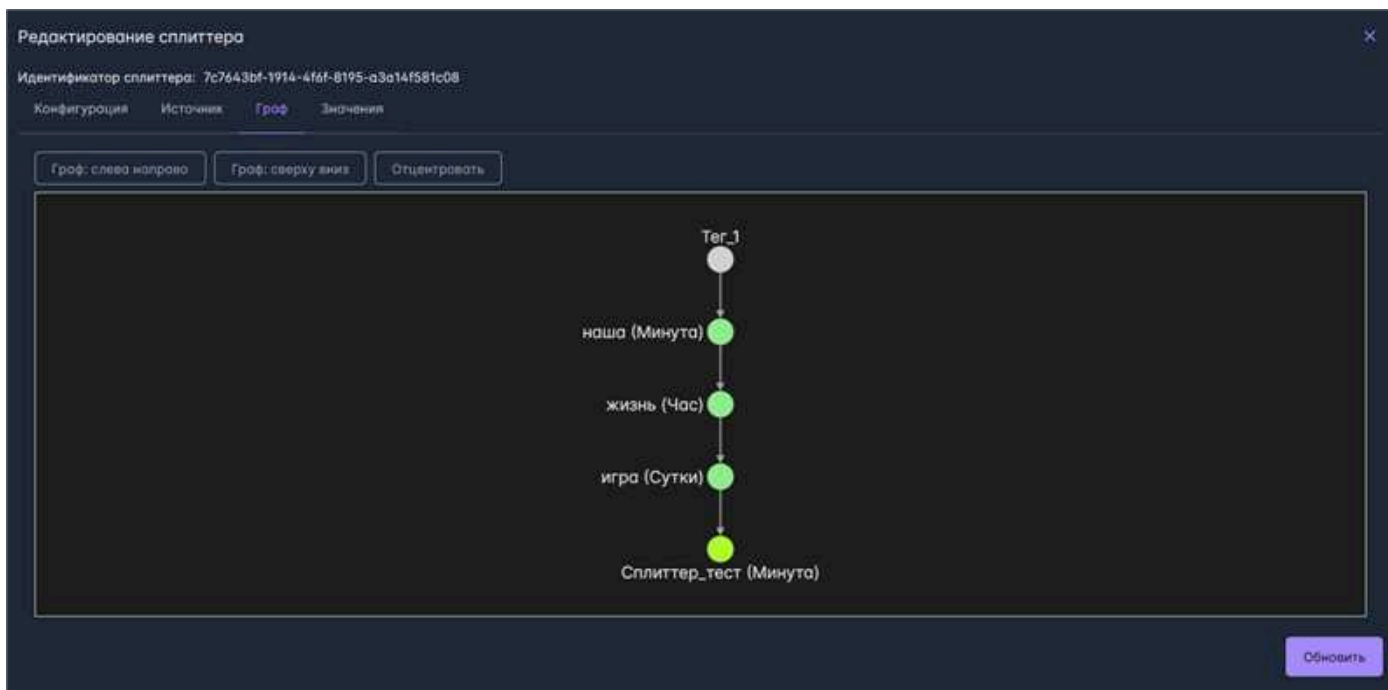 Редактирование сплиттера
Идентификатор сплиттера: 7c7643bf-1914-4f6f-8195-a3a14f581c08
Конфигурация Источник Граф Значения
Граф: слева направо Граф: сверху вниз Отцентровать
Тег_1
наша (Минута)
жизнь (Час)
игра (Сутки)
Сплиттер_тест (Минута)
Обновить